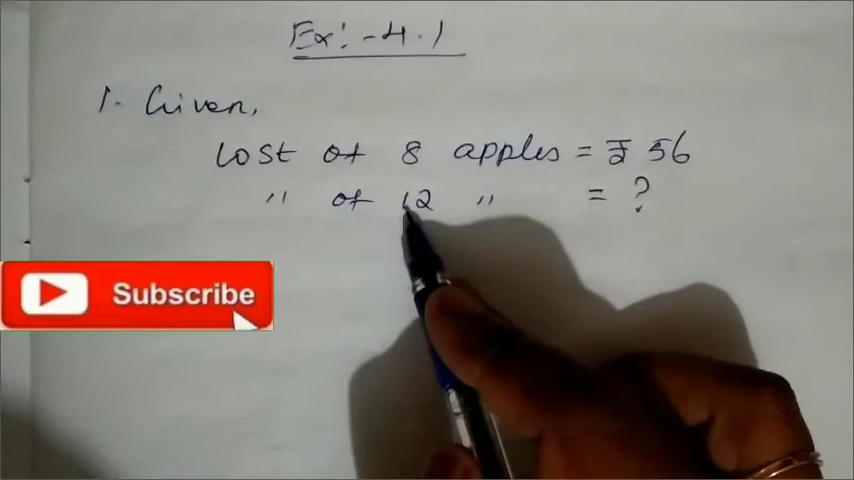 Ex:-4.1
1. Given,
Cost of 8 apples = ₹ 56
" of 12 " = ?
Subscribe